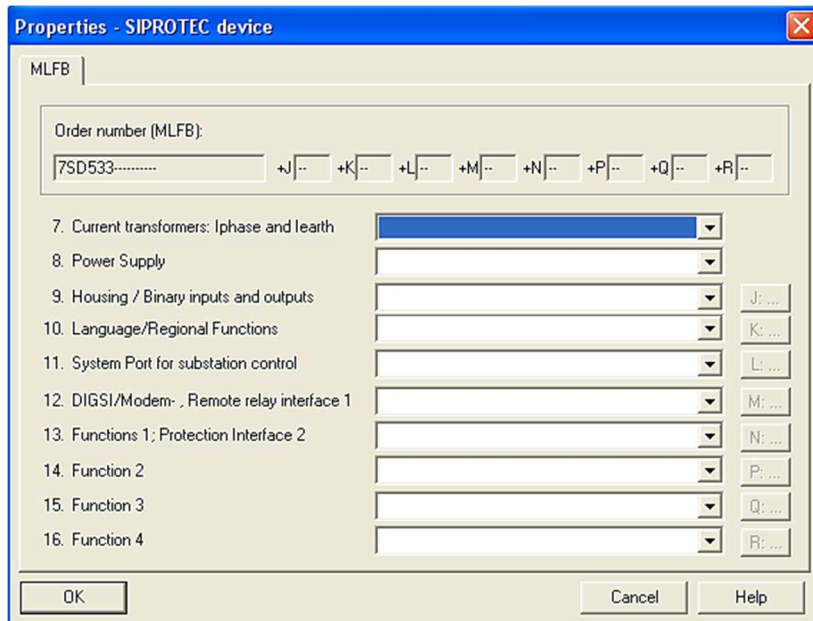 Properties - SIPROTEC device
MLFB
Order number (MLFB):
7SD533--------- +J -- +K -- +L -- +M -- +N -- +P -- +Q -- +R --
7. Current transformers: Iphase and Iearth
8. Power Supply
9. Housing / Binary inputs and outputs J: ...
10. Language/Regional Functions K: ...
11. System Port for substation control L: ...
12. DIGSI/Modem- , Remote relay interface 1 M: ...
13. Functions 1; Protection Interface 2 N: ...
14. Function 2 P: ...
15. Function 3 Q: ...
16. Function 4 R: ...
OK Cancel Help